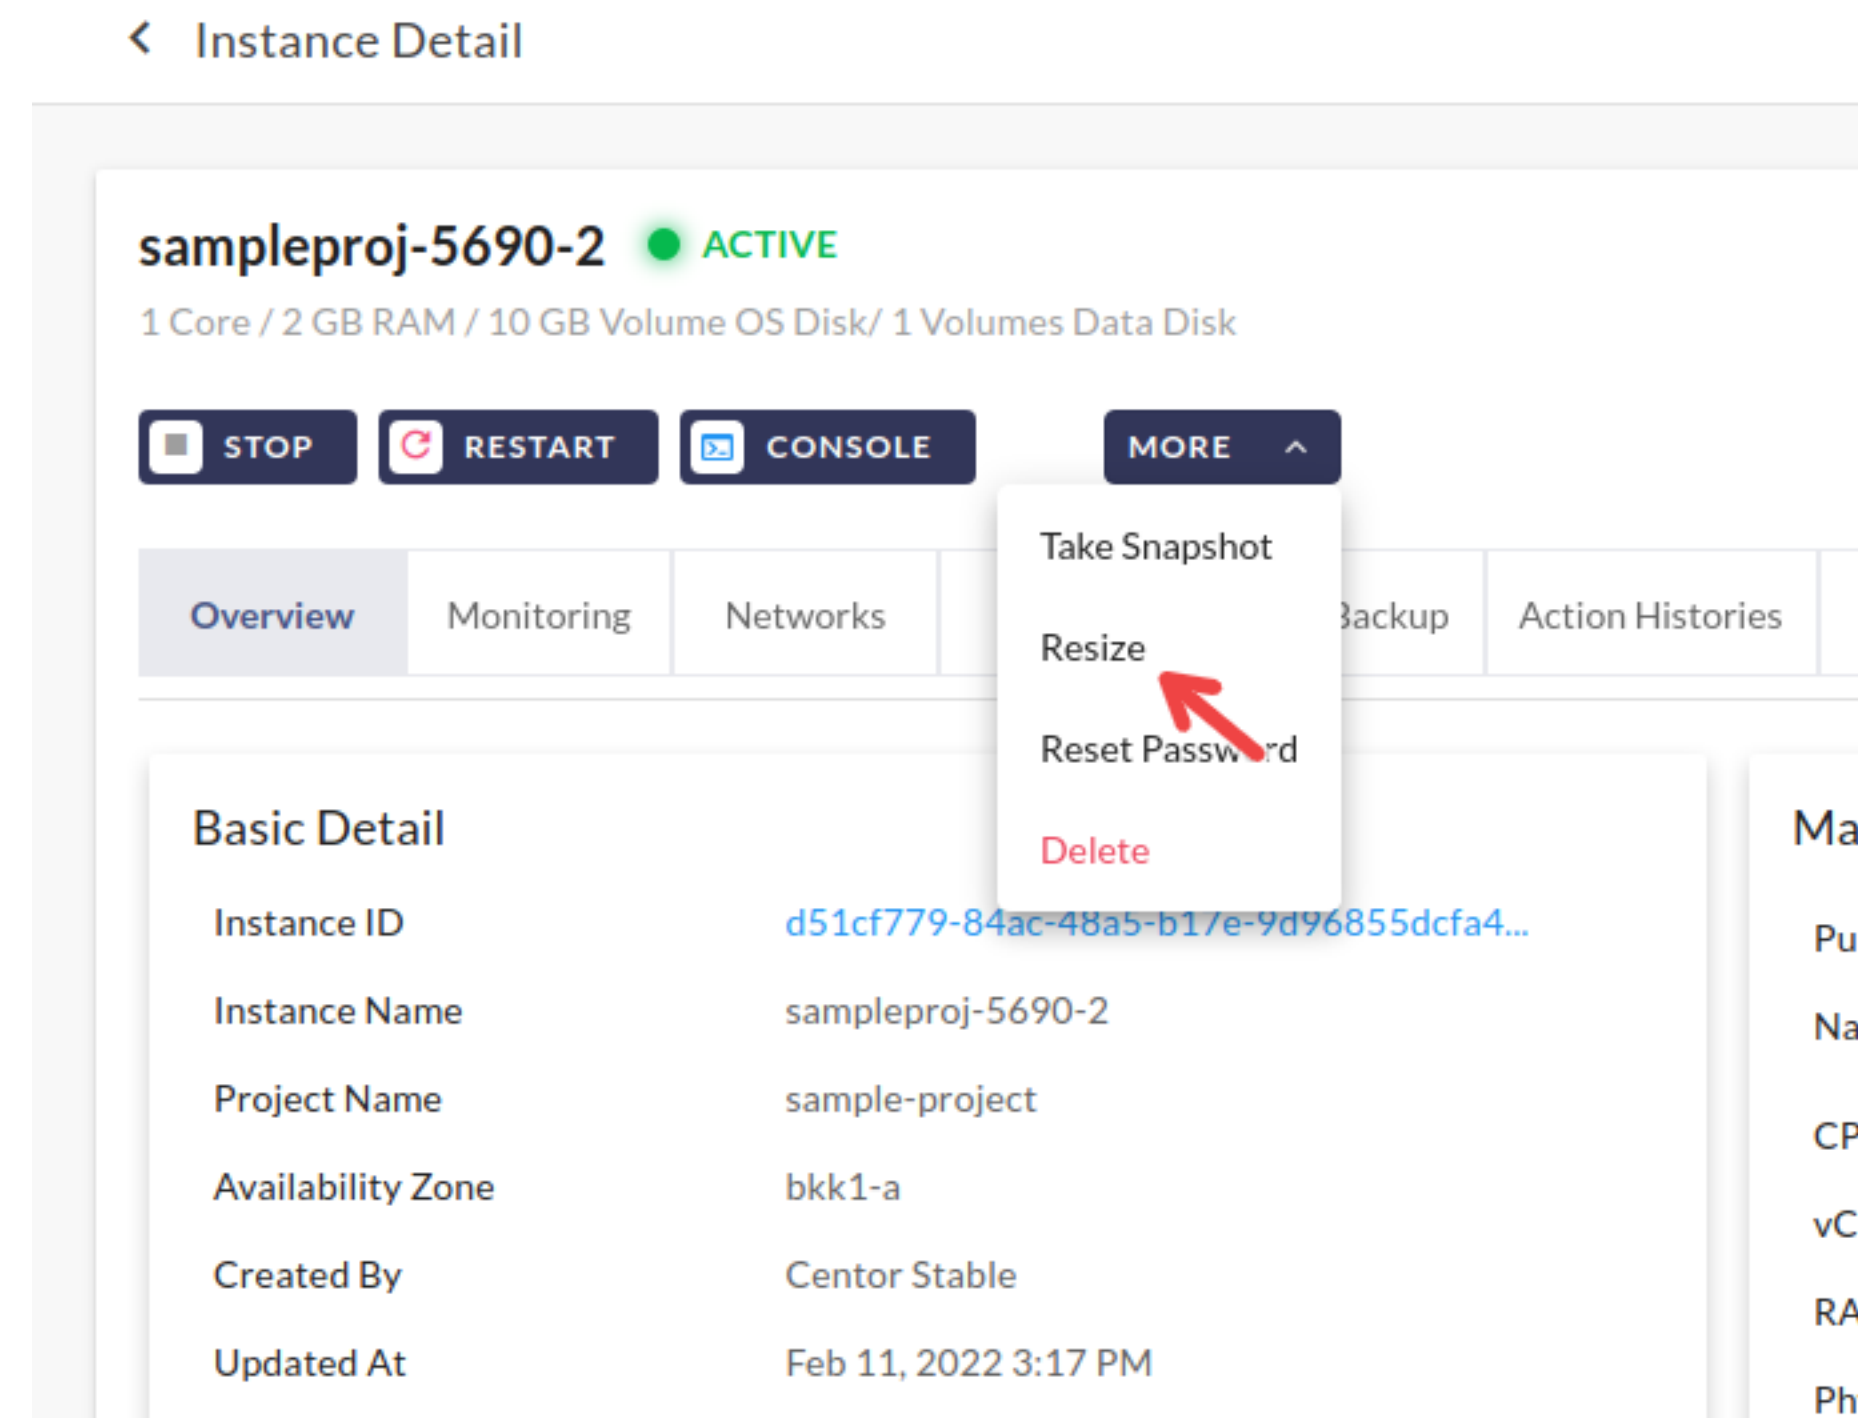 Instance Detail
sampleproj-5690-2 ACTIVE
1 Core / 2 GB RAM / 10 GB Volume OS Disk/ 1 Volumes Data Disk
STOP RESTART CONSOLE MORE
Take Snapshot
Resize
Reset Password
Delete
Overview Monitoring Networks Backup Action Histories
Basic Detail
Instance ID d51cf779-84ac-48a5-b17e-9d96855dcfa4...
Instance Name sampleproj-5690-2
Project Name sample-project
Availability Zone bkk1-a
Created By Centor Stable
Updated At Feb 11, 2022 3:17 PM